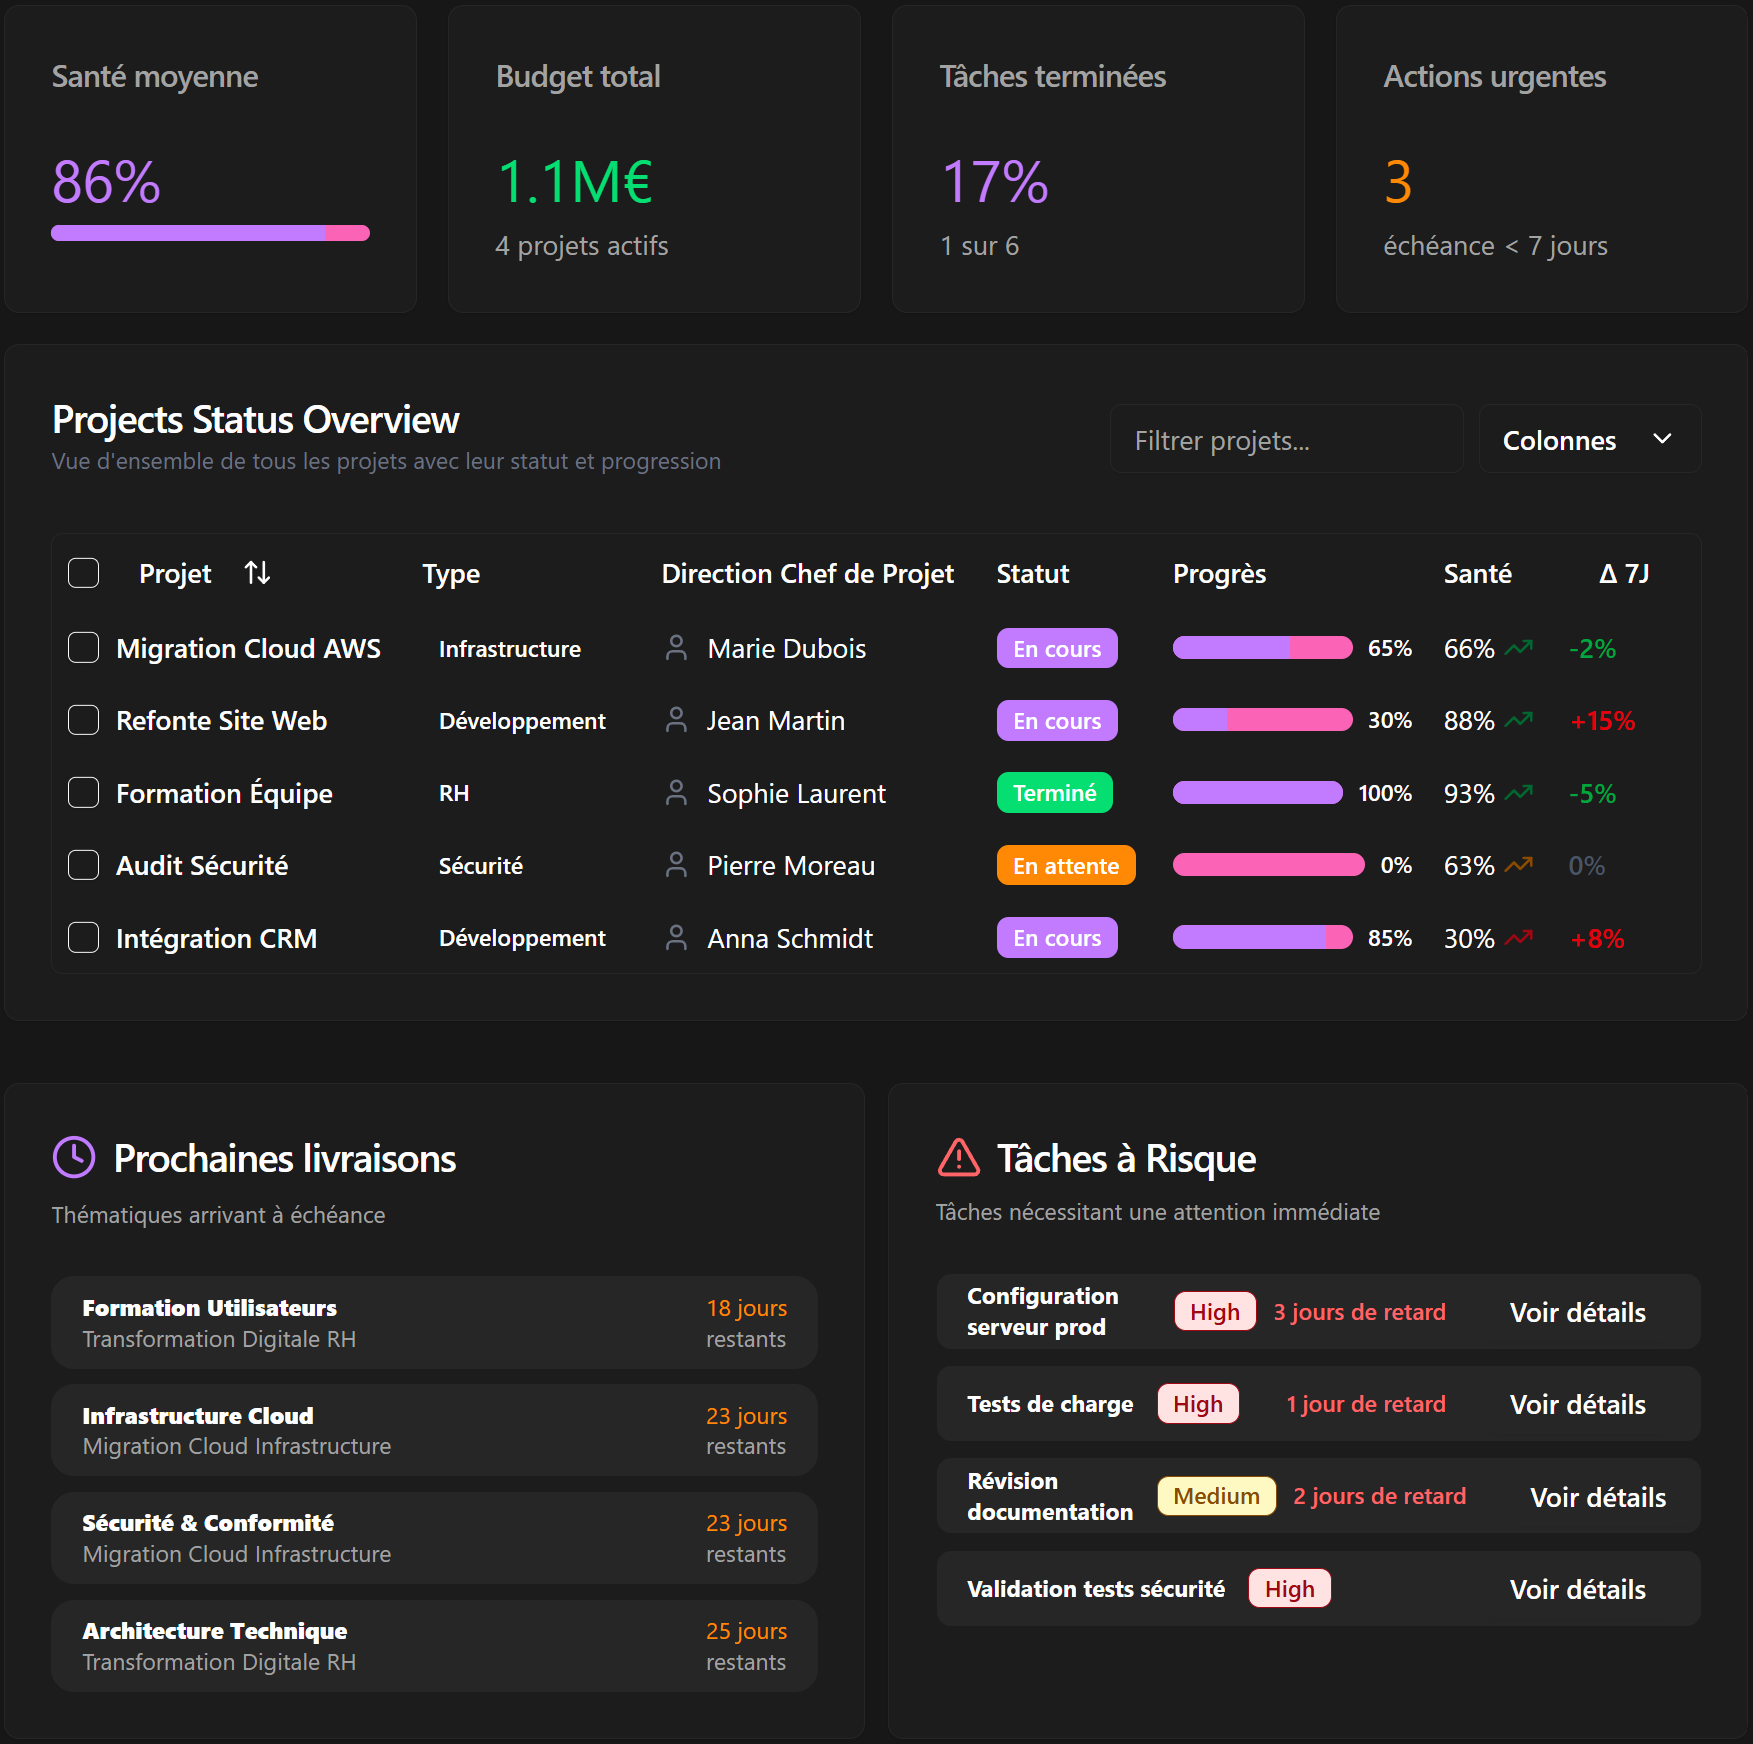 Santé moyenne
86%
Budget total
1.1M€
4 projets actifs
Tâches terminées
17%
1 sur 6
Actions urgentes
3
échéance < 7 jours
Projects Status Overview
Vue d'ensemble de tous les projets avec leur statut et progression
Filtrer projets...
Colonnes
Projet Type Direction Chef de Projet Statut Progrès Santé Δ 7J
Migration Cloud AWS Infrastructure Marie Dubois En cours 65% 66% -2%
Refonte Site Web Développement Jean Martin En cours 30% 88% +15%
Formation Équipe RH Sophie Laurent Terminé 100% 93% -5%
Audit Sécurité Sécurité Pierre Moreau En attente 0% 63% 0%
Intégration CRM Développement Anna Schmidt En cours 85% 30% +8%
Prochaines livraisons
Thématiques arrivant à échéance
Formation Utilisateurs 18 jours
Transformation Digitale RH restants
Infrastructure Cloud 23 jours
Migration Cloud Infrastructure restants
Sécurité & Conformité 23 jours
Migration Cloud Infrastructure restants
Architecture Technique 25 jours
Transformation Digitale RH restants
Tâches à Risque
Tâches nécessitant une attention immédiate
Configuration
serveur prod
High 3 jours de retard Voir détails
Tests de charge High 1 jour de retard Voir détails
Révision
documentation
Medium 2 jours de retard Voir détails
Validation tests sécurité High Voir détails